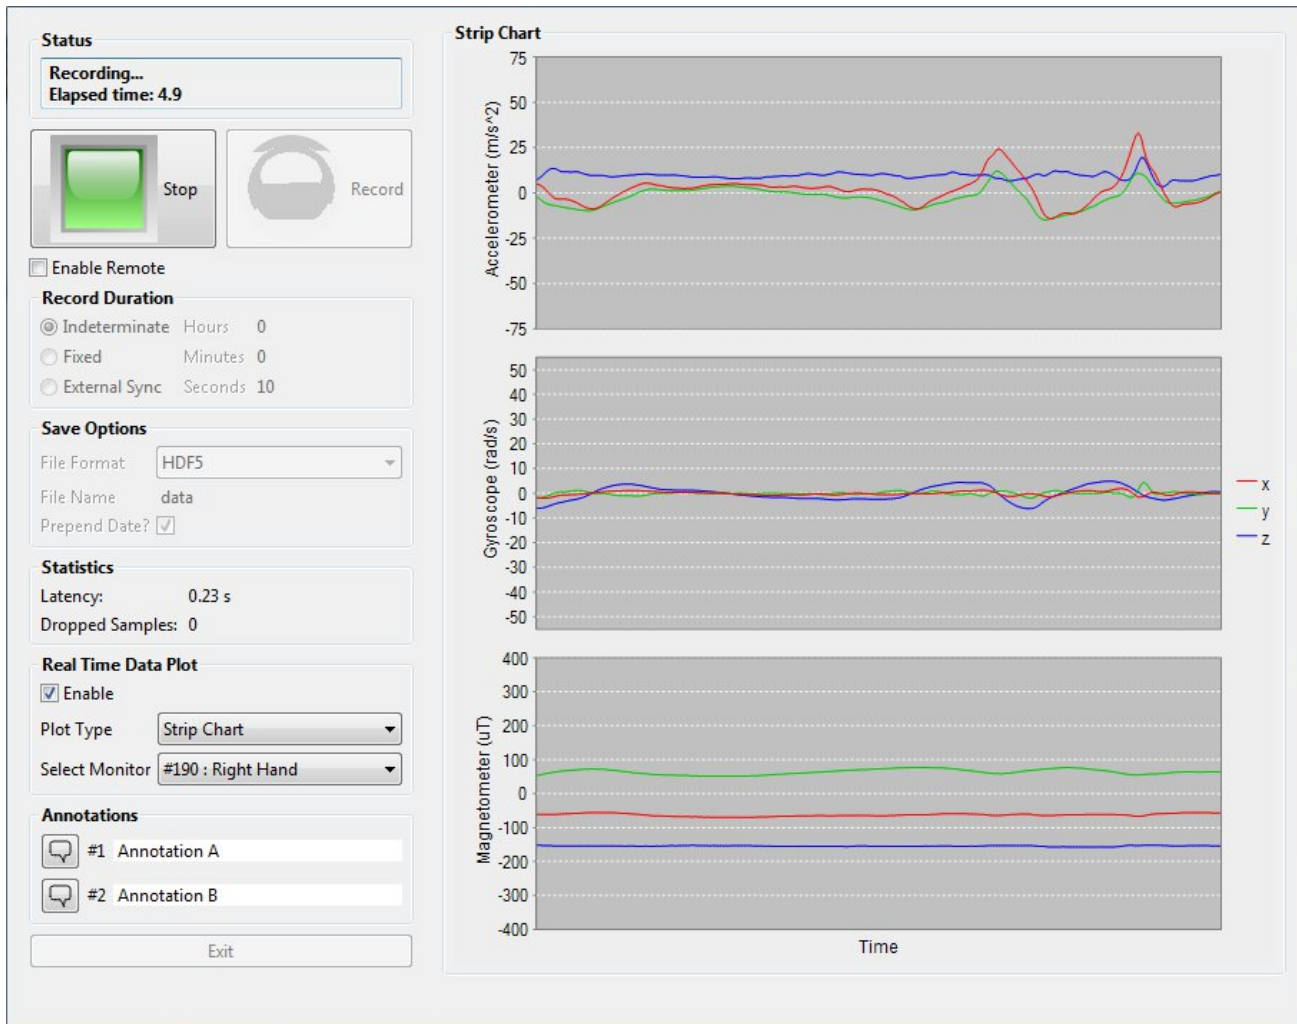 Status
Recording...
Elapsed time: 4.9
Stop
Record
Enable Remote
Record Duration
Indeterminate Hours 0
Fixed Minutes 0
External Sync Seconds 10
Save Options
File Format HDF5
File Name data
Prepend Date?
Statistics
Latency: 0.23 s
Dropped Samples: 0
Real Time Data Plot
Enable
Plot Type Strip Chart
Select Monitor #190 : Right Hand
Annotations
#1 Annotation A
#2 Annotation B
Exit
Strip Chart
Accelerometer (m/s^2)
75
50
25
0
-25
-50
-75
Gyroscope (rad/s)
50
40
30
20
10
0
-10
-20
-30
-40
-50
x
y
z
Magnetometer (uT)
400
300
200
100
0
-100
-200
-300
-400
Time